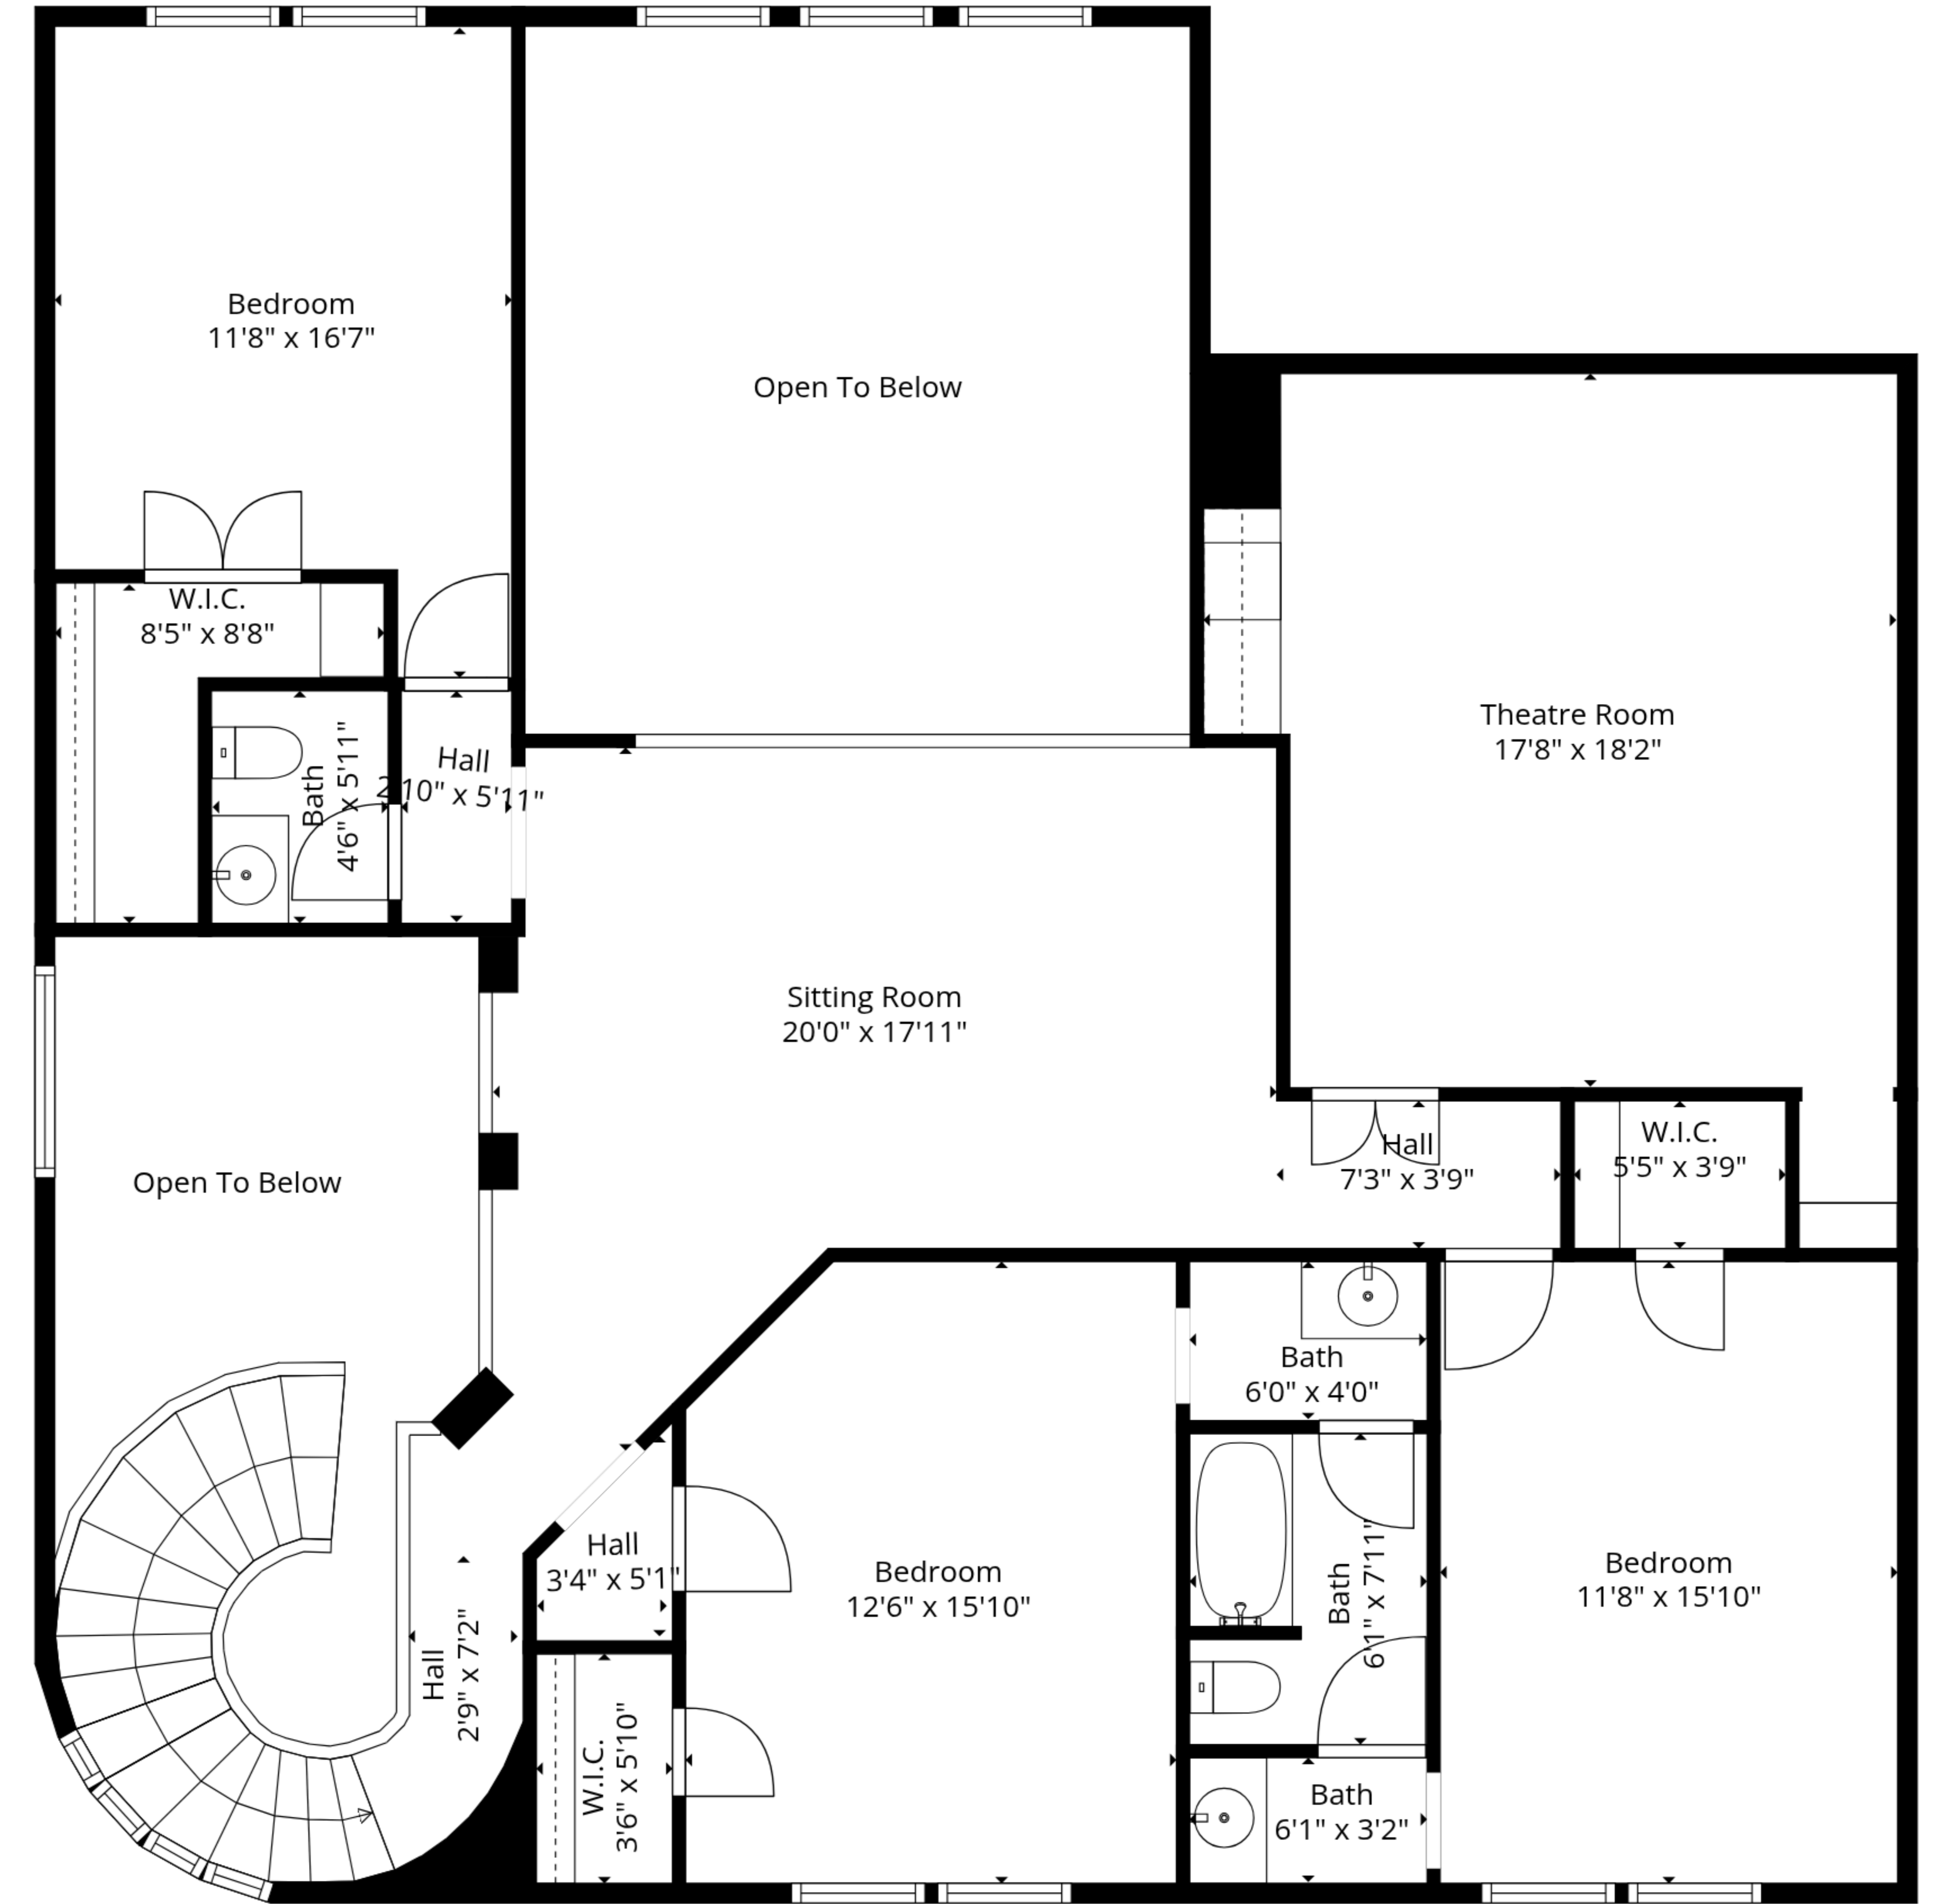 Bedroom
11'8" x 16'7"
Open To Below
W.I.C.
8'5" x 8'8"
Bath
4'6" x 5'11"
Hall
2'10" x 5'11"
Theatre Room
17'8" x 18'2"
Sitting Room
20'0" x 17'11"
Open To Below
Hall
7'3" x 3'9"
W.I.C.
5'5" x 3'9"
Bath
6'0" x 4'0"
Hall
3'4" x 5'1"
Bedroom
12'6" x 15'10"
Bath
6'1" x 7'11"
Bedroom
11'8" x 15'10"
Hall
2'9" x 7'2"
W.I.C.
3'6" x 5'10"
Bath
6'1" x 3'2"